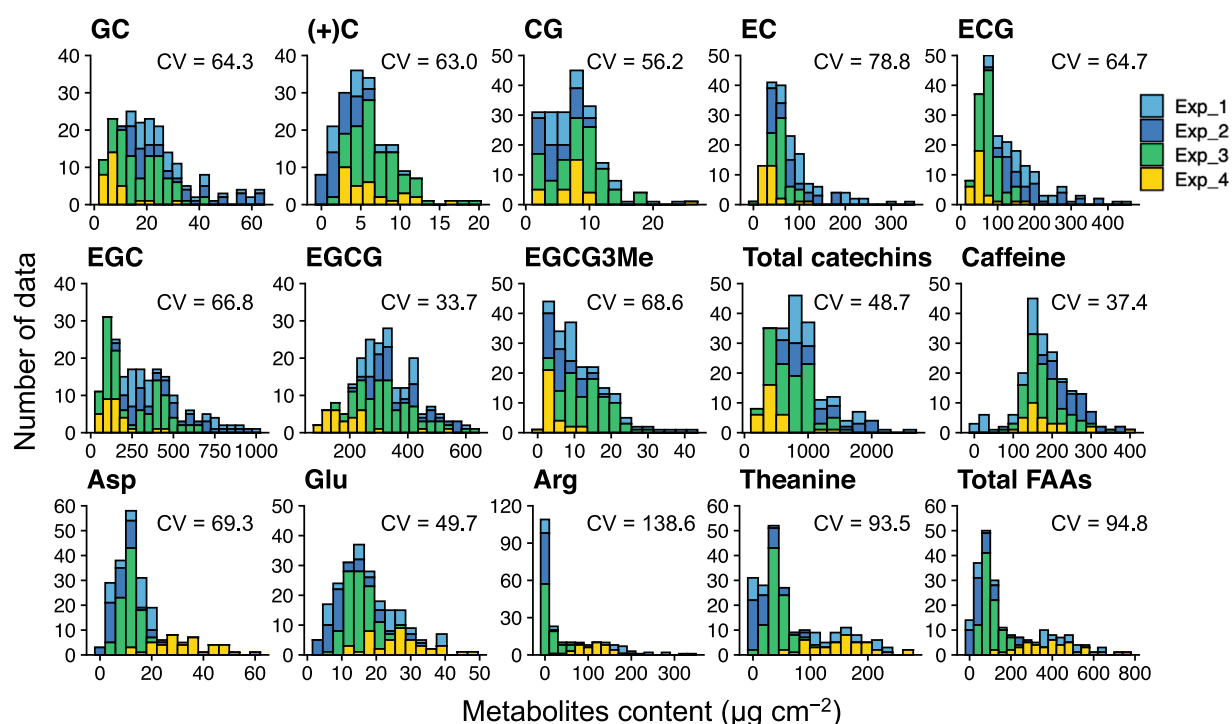 GC (+)C CG EC ECG
CV = 64.3 CV = 63.0 CV = 56.2 CV = 78.8 CV = 64.7
Exp_1
Exp_2
Exp_3
Exp_4
40 40 50 50 50
30 30 40 40 40
20 20 30 30 30
10 10 20 20 20
10 10 10
0 0 0 0 0
0 20 40 60 0 5 10 15 20 0 10 20 0 100 200 300 0 100 200 300 400
Number of data
EGC EGCG EGCG3Me Total catechins Caffeine
CV = 66.8 CV = 33.7 CV = 68.6 CV = 48.7 CV = 37.4
40 40 50 50 50
30 30 40 40 40
20 20 30 30 30
10 10 20 20 20
10 10 10
0 0 0 0 0
0 250 500 750 1000 200 400 600 0 10 20 30 40 0 1000 2000 0 100 200 300 400
Asp Glu Arg Theanine Total FAAs
CV = 69.3 CV = 49.7 CV = 138.6 CV = 93.5 CV = 94.8
60 50 120 60 60
50 40 90 50 50
40 30 60 40 40
30 20 30 30 30
20 10 20 20
10 10 10
0 0 0 0 0
0 20 40 60 0 10 20 30 40 50 0 100 200 300 0 100 200 0 200 400 600 800
Metabolites content (μg cm⁻²)